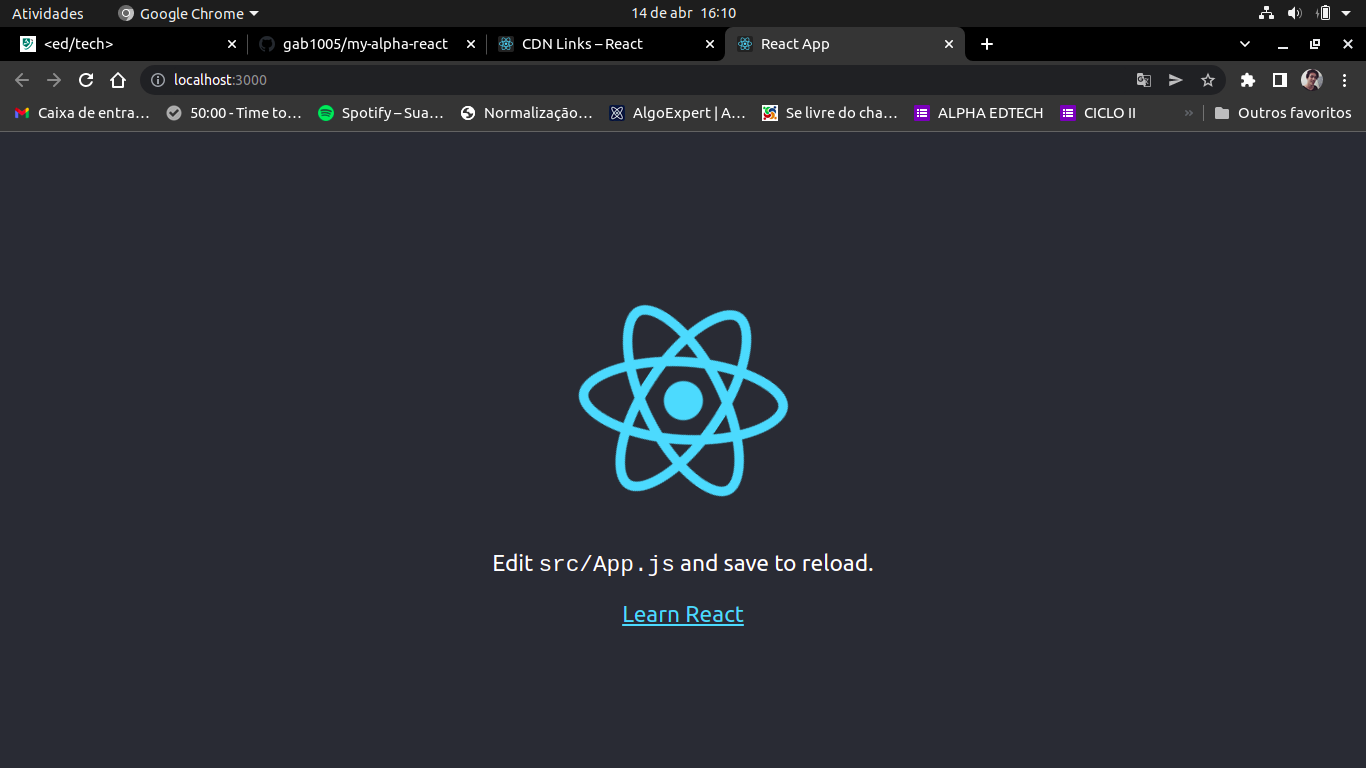 Atividades Google Chrome 14 de abr 16:10
<ed/tech> gab1005/my-alpha-react CDN Links – React React App
localhost:3000
Caixa de entra… 50:00 - Time to… Spotify – Sua… Normalização… AlgoExpert | A… Se livre do cha… ALPHA EDTECH CICLO II » Outros favoritos
Edit src/App.js and save to reload.
Learn React